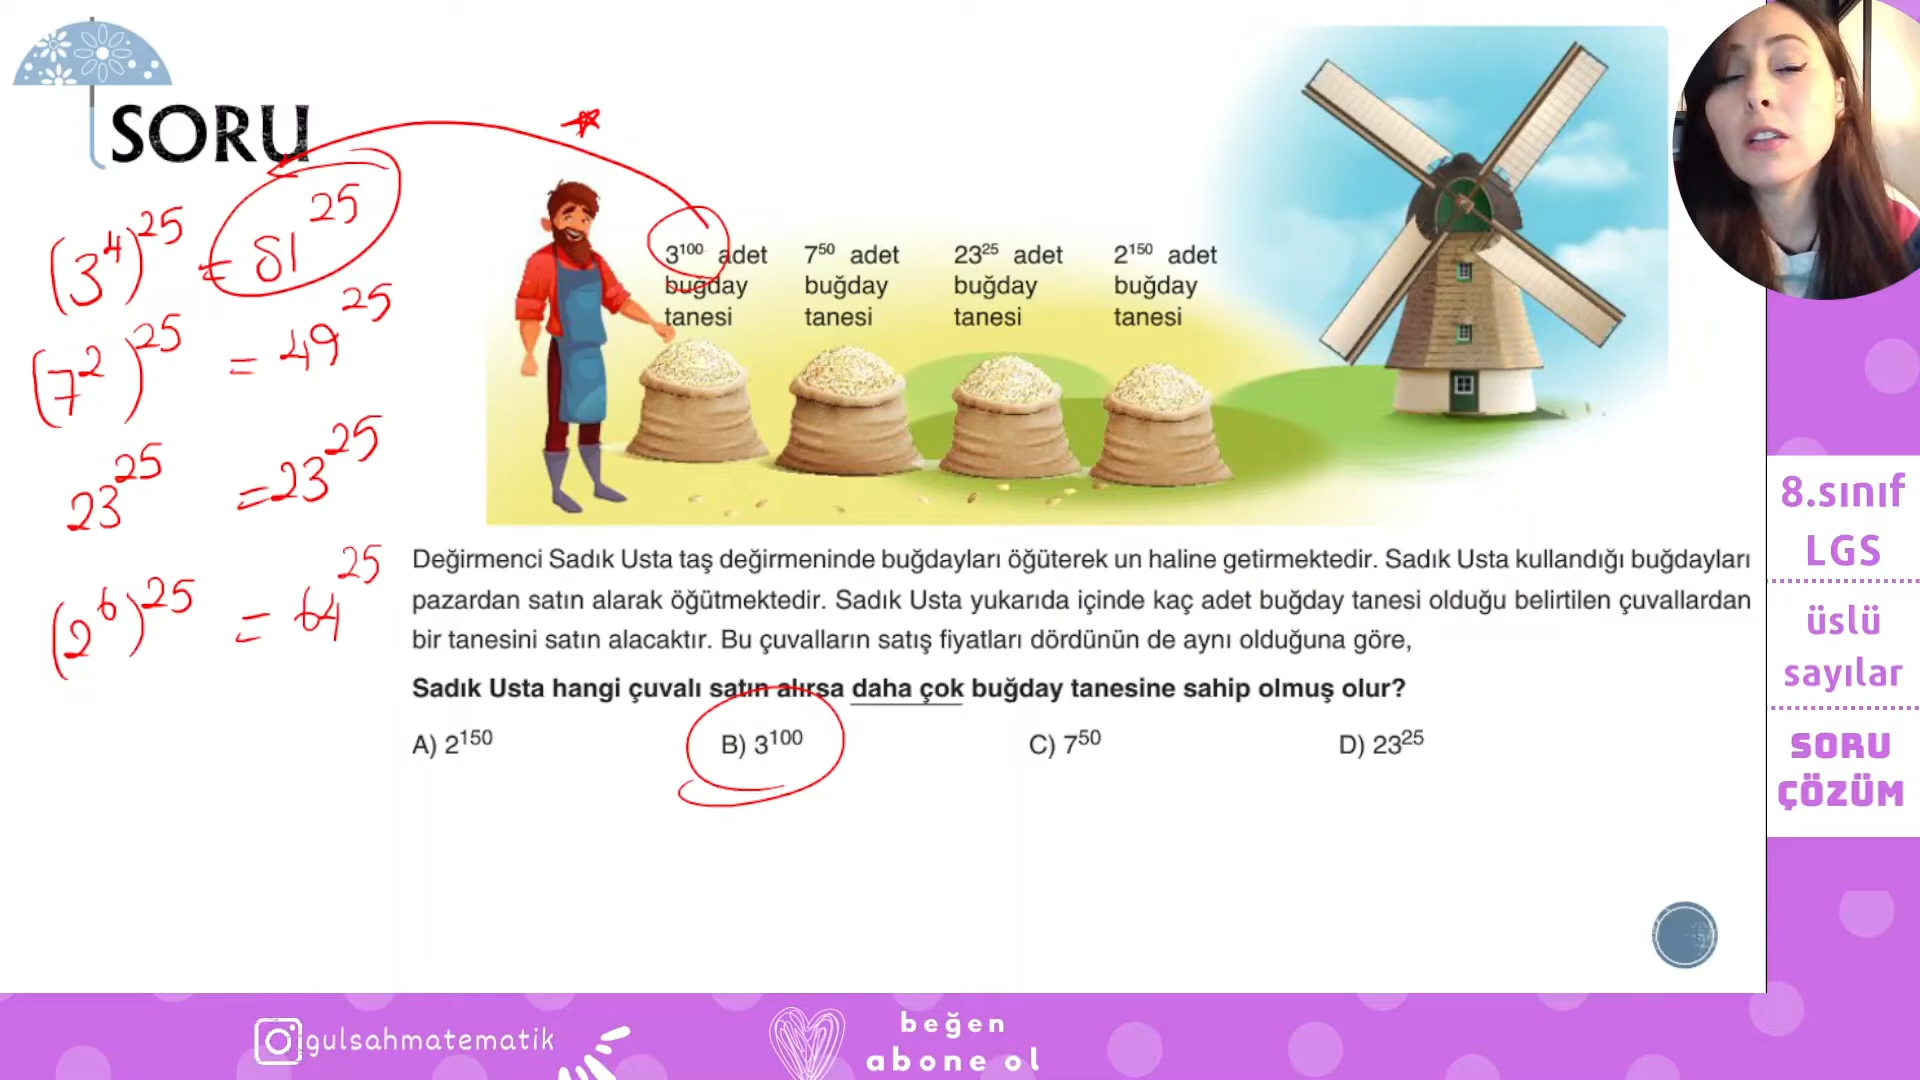 SORU
(3⁴)²⁵ = 81²⁵
(7²)²⁵ = 49²⁵
23²⁵ = 23²⁵
(2⁶)²⁵ = 64²⁵
3¹⁰⁰ adet buğday tanesi
7⁵⁰ adet buğday tanesi
23²⁵ adet buğday tanesi
2¹⁵⁰ adet buğday tanesi
Değirmenci Sadık Usta taş değirmeninde buğdayları öğüterek un haline getirmektedir. Sadık Usta kullandığı buğdayları
pazardan satın alarak öğütmektedir. Sadık Usta yukarıda içinde kaç adet buğday tanesi olduğu belirtilen çuvallardan
bir tanesini satın alacaktır. Bu çuvalların satış fiyatları dördünün de aynı olduğuna göre,
Sadık Usta hangi çuvalı satın alırsa daha çok buğday tanesine sahip olmuş olur?
A) 2¹⁵⁰ B) 3¹⁰⁰ C) 7⁵⁰ D) 23²⁵
8.sınıf
LGS
üslü
sayılar
SORU
ÇÖZÜM
gulsahmatematik
beğen
abone ol